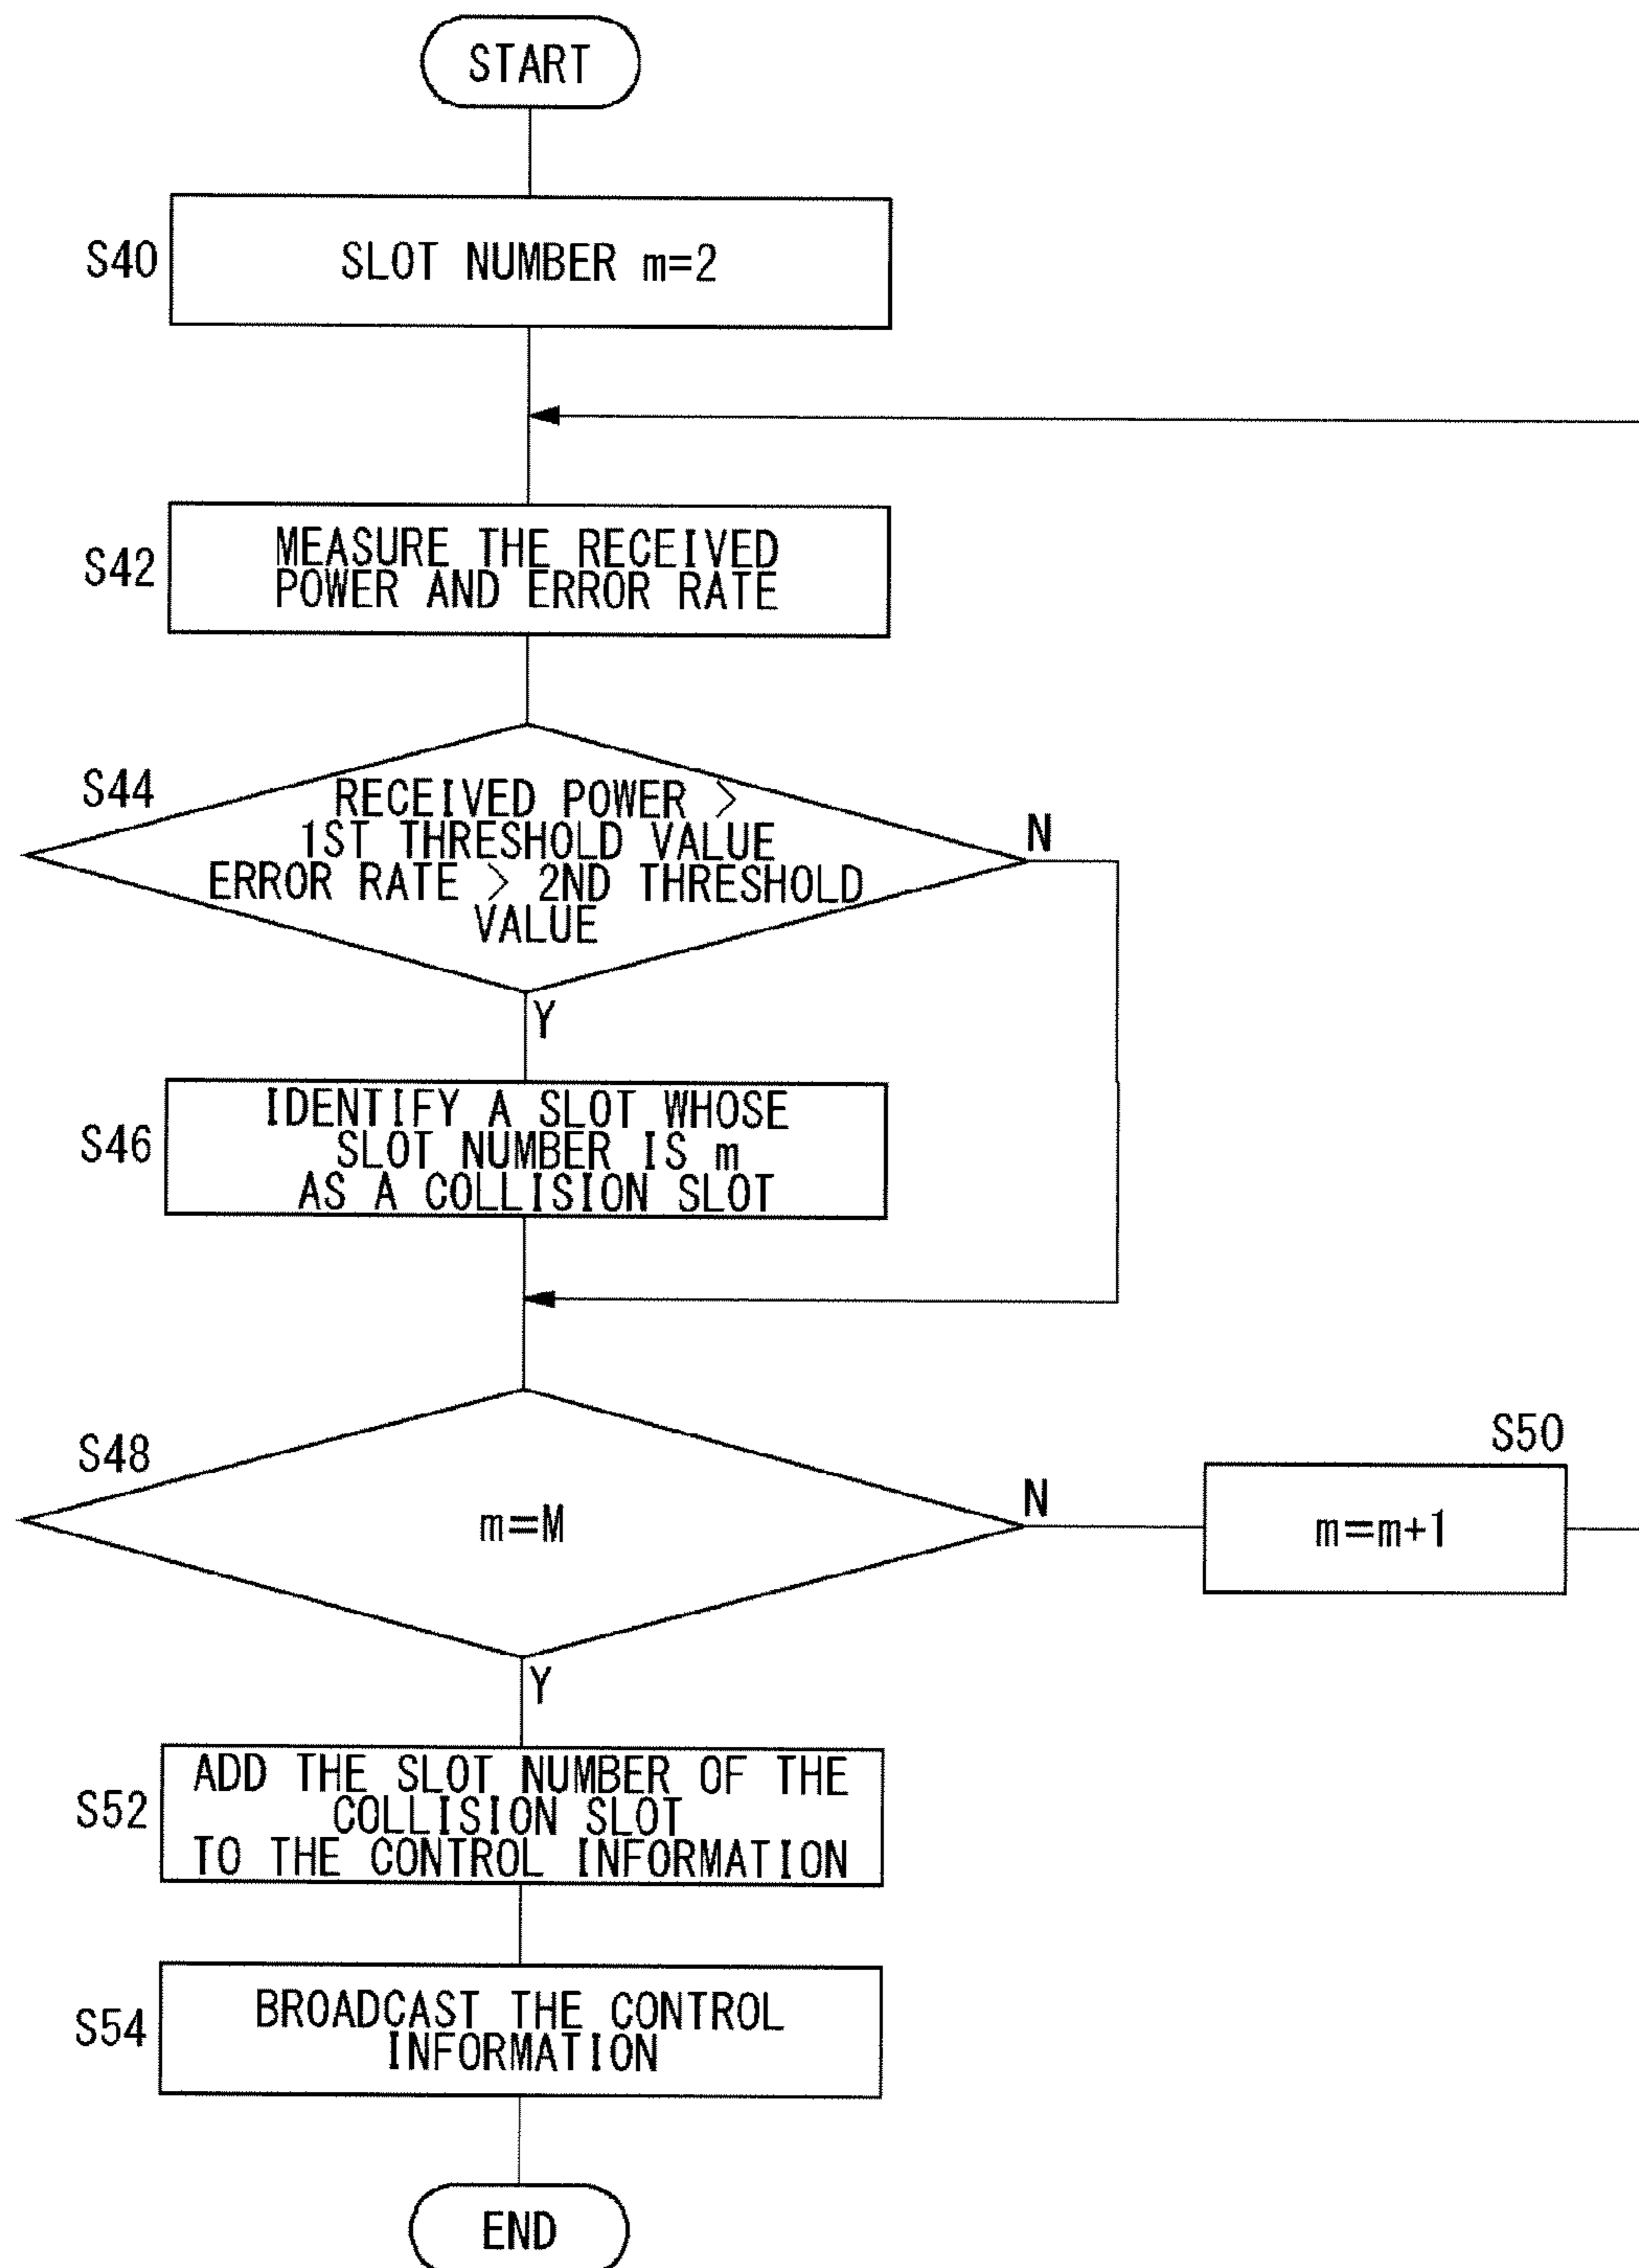 START
S40
SLOT NUMBER m=2
S42
MEASURE THE RECEIVED
POWER AND ERROR RATE
S44
RECEIVED POWER >
1ST THRESHOLD VALUE
ERROR RATE > 2ND THRESHOLD
VALUE
N
Y
S46
IDENTIFY A SLOT WHOSE
SLOT NUMBER IS m
AS A COLLISION SLOT
S48
m=M
N
S50
m=m+1
Y
S52
ADD THE SLOT NUMBER OF THE
COLLISION SLOT
TO THE CONTROL INFORMATION
S54
BROADCAST THE CONTROL
INFORMATION
END